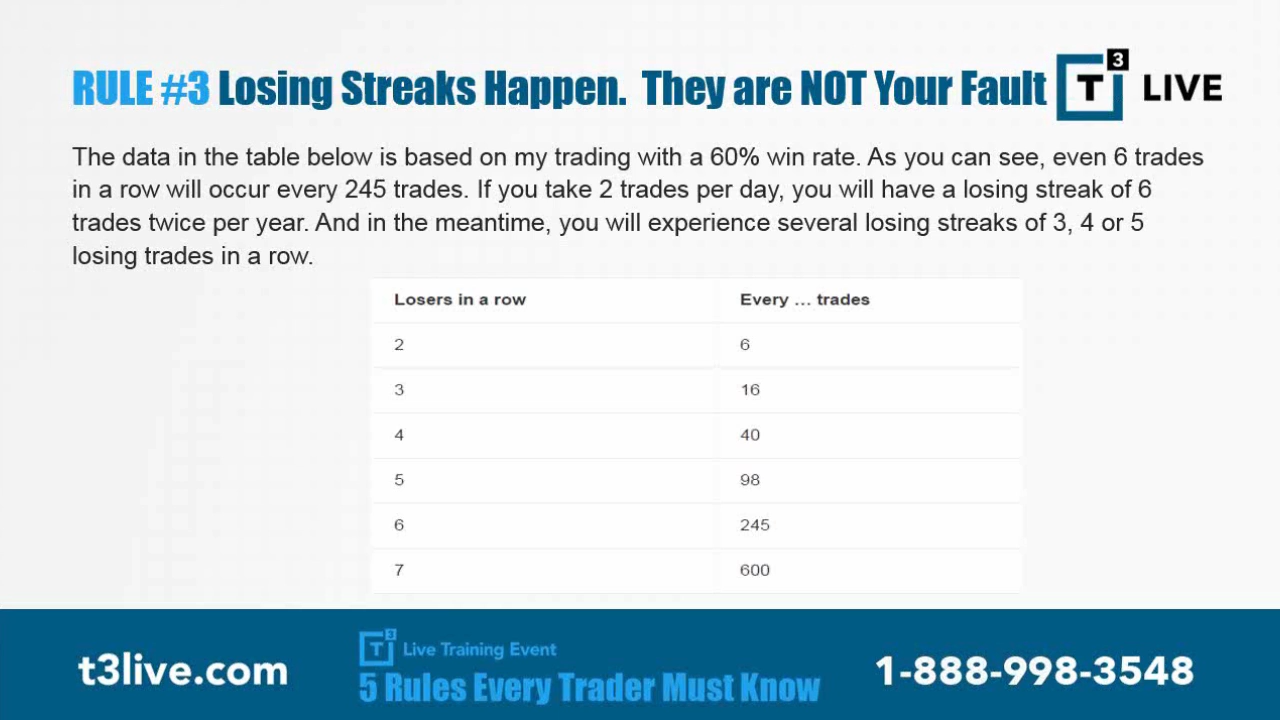 RULE #3 Losing Streaks Happen. They are NOT Your Fault
T3 LIVE
The data in the table below is based on my trading with a 60% win rate. As you can see, even 6 trades
in a row will occur every 245 trades. If you take 2 trades per day, you will have a losing streak of 6
trades twice per year. And in the meantime, you will experience several losing streaks of 3, 4 or 5
losing trades in a row.
Losers in a row Every ... trades
2 6
3 16
4 40
5 98
6 245
7 600
t3live.com
T3 Live Training Event
5 Rules Every Trader Must Know
1-888-998-3548